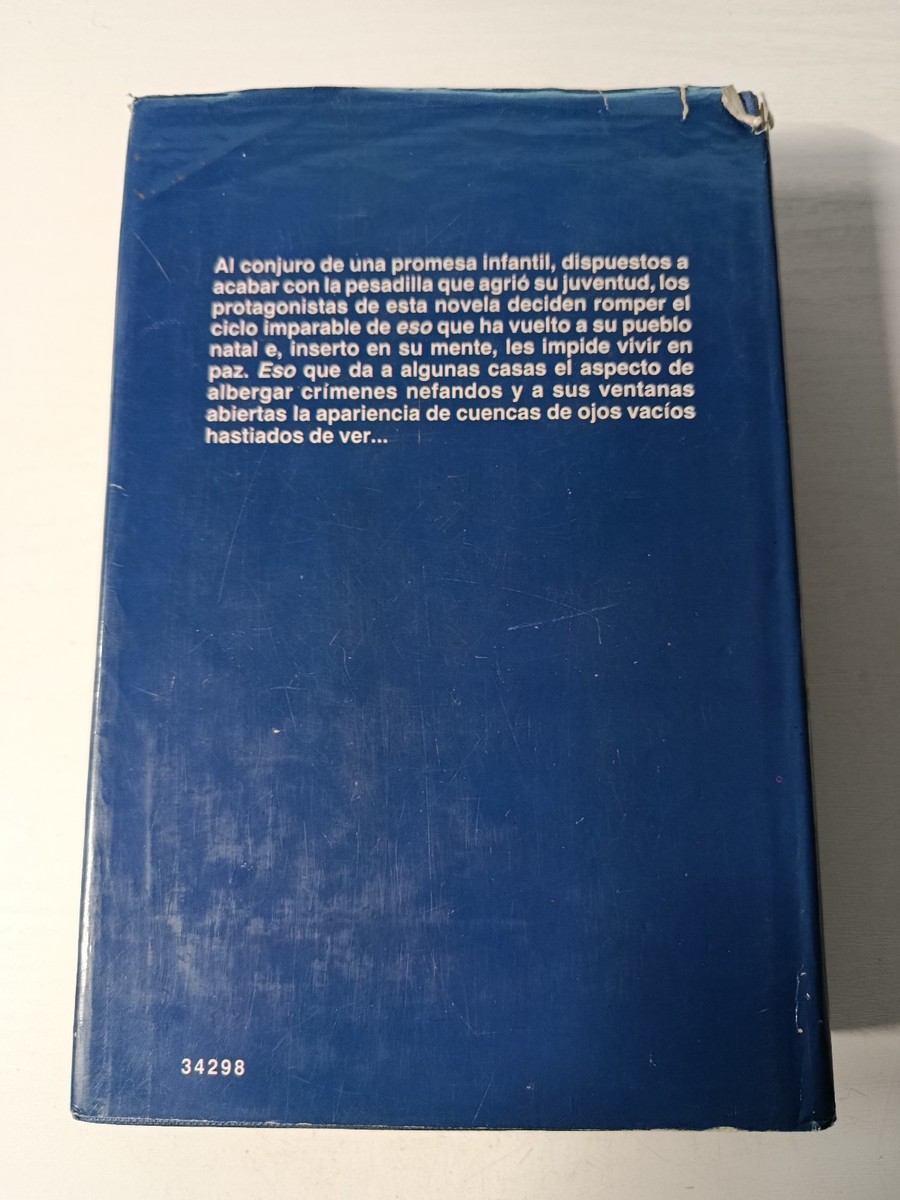 Al conjuro de una promesa infantil, dispuestos a
acabar con la pesadilla que agrió su juventud, los
protagonistas de esta novela deciden romper el
ciclo imparable de eso que ha vuelto a su pueblo
natal e, inserto en su mente, les impide vivir en
paz. Eso que da a algunas casas el aspecto de
albergar crímenes nefandos y a sus ventanas
abiertas la apariencia de cuencas de ojos vacíos
hastiados de ver...
34298